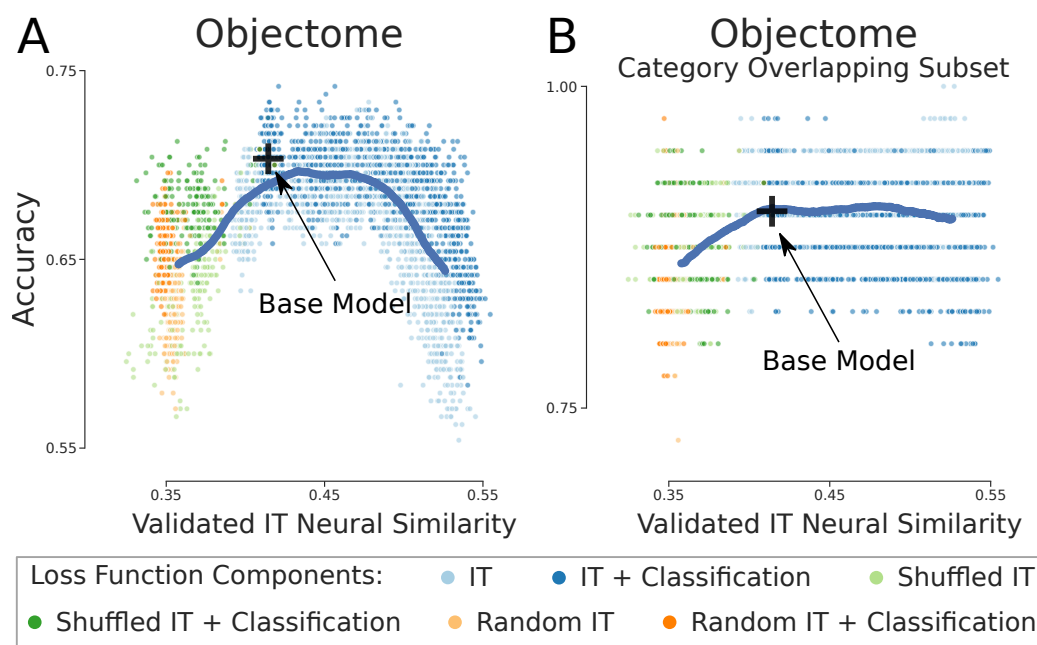 A
Objectome
0.75
0.65
0.55
Accuracy
Base Model
0.35
0.45
0.55
Validated IT Neural Similarity
B
Objectome
Category Overlapping Subset
1.00
0.75
Base Model
0.35
0.45
0.55
Validated IT Neural Similarity
Loss Function Components:
IT
IT + Classification
Shuffled IT
Shuffled IT + Classification
Random IT
Random IT + Classification